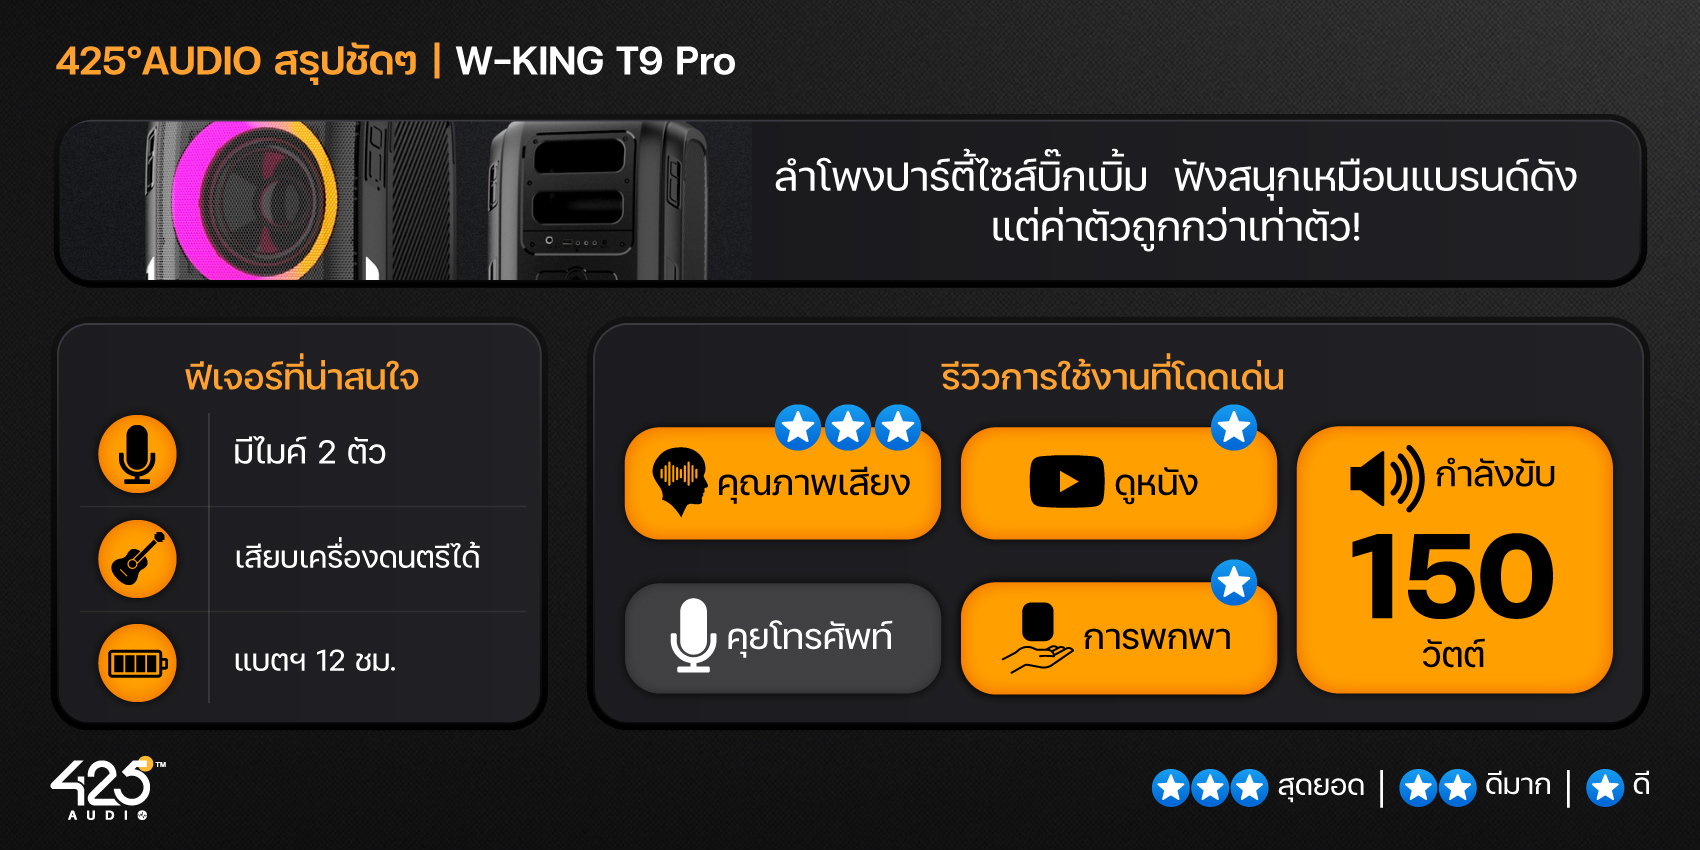 425°AUDIO สรุปชัดๆ | W-KING T9 Pro
ลำโพงปาร์ตี้ไซส์บิ๊กเบิ้ม ฟังสนุกเหมือนแบรนด์ดัง
แต่ค่าตัวถูกกว่าเท่าตัว!
ฟีเจอร์ที่น่าสนใจ
มีไมค์ 2 ตัว
เสียบเครื่องดนตรีได้
แบตฯ 12 ชม.
รีวิวการใช้งานที่โดดเด่น
คุณภาพเสียง
ดูหนัง
คุยโทรศัพท์
การพกพา
กำลังขับ
150
วัตต์
425°™
AUDIO
สุดยอด | ดีมาก | ดี